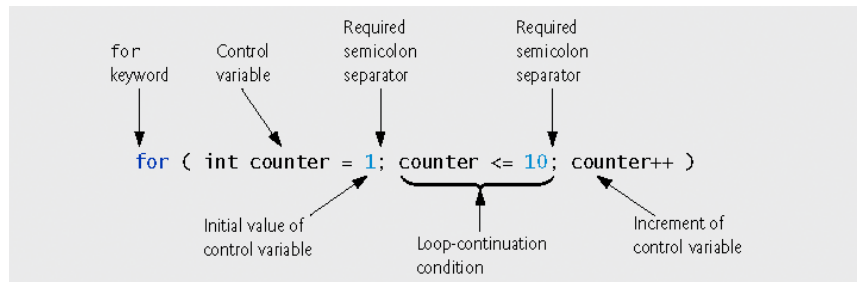 for
keyword
Control
variable
Required
semicolon
separator
Required
semicolon
separator
for ( int counter = 1; counter <= 10; counter++ )
Initial value of
control variable
Loop-continuation
condition
Increment of
control variable